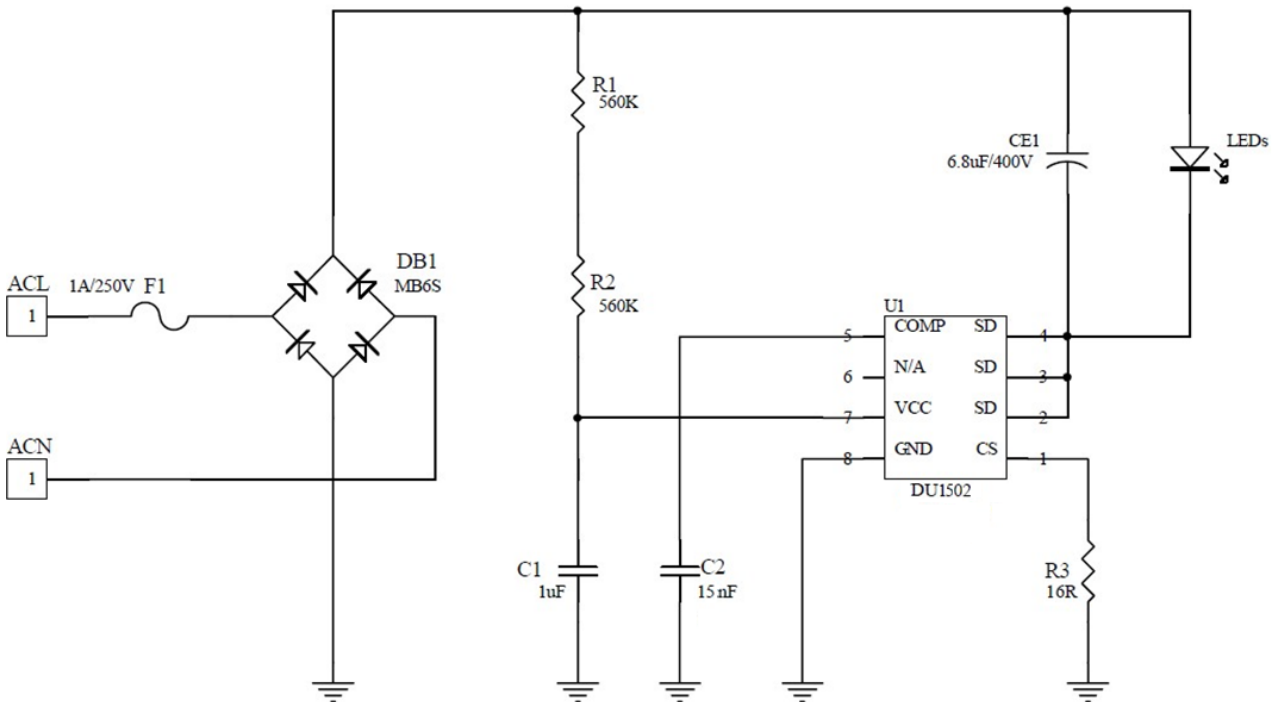 R1
560K
CE1
6.8uF/400V
LEDs
R2
560K
DB1
MB6S
ACL
1A/250V F1
1
U1
5 COMP SD 4
6 N/A SD 3
7 VCC SD 2
8 GND CS 1
DU1502
ACN
1
C1
1uF
C2
15nF
R3
16R